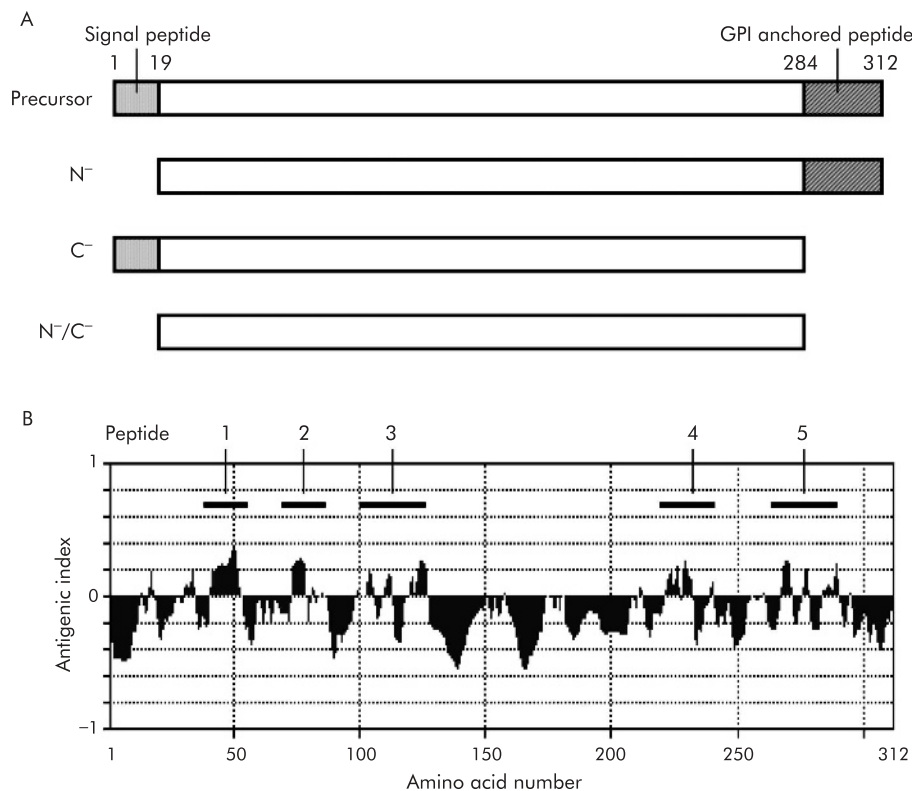 A
Signal peptide GPI anchored peptide
1 19 284 312
Precursor
N⁻
C⁻
N⁻/C⁻
B
Peptide 1 2 3 4 5
1
0
−1
Antigenic index
1 50 100 150 200 250 312
Amino acid number